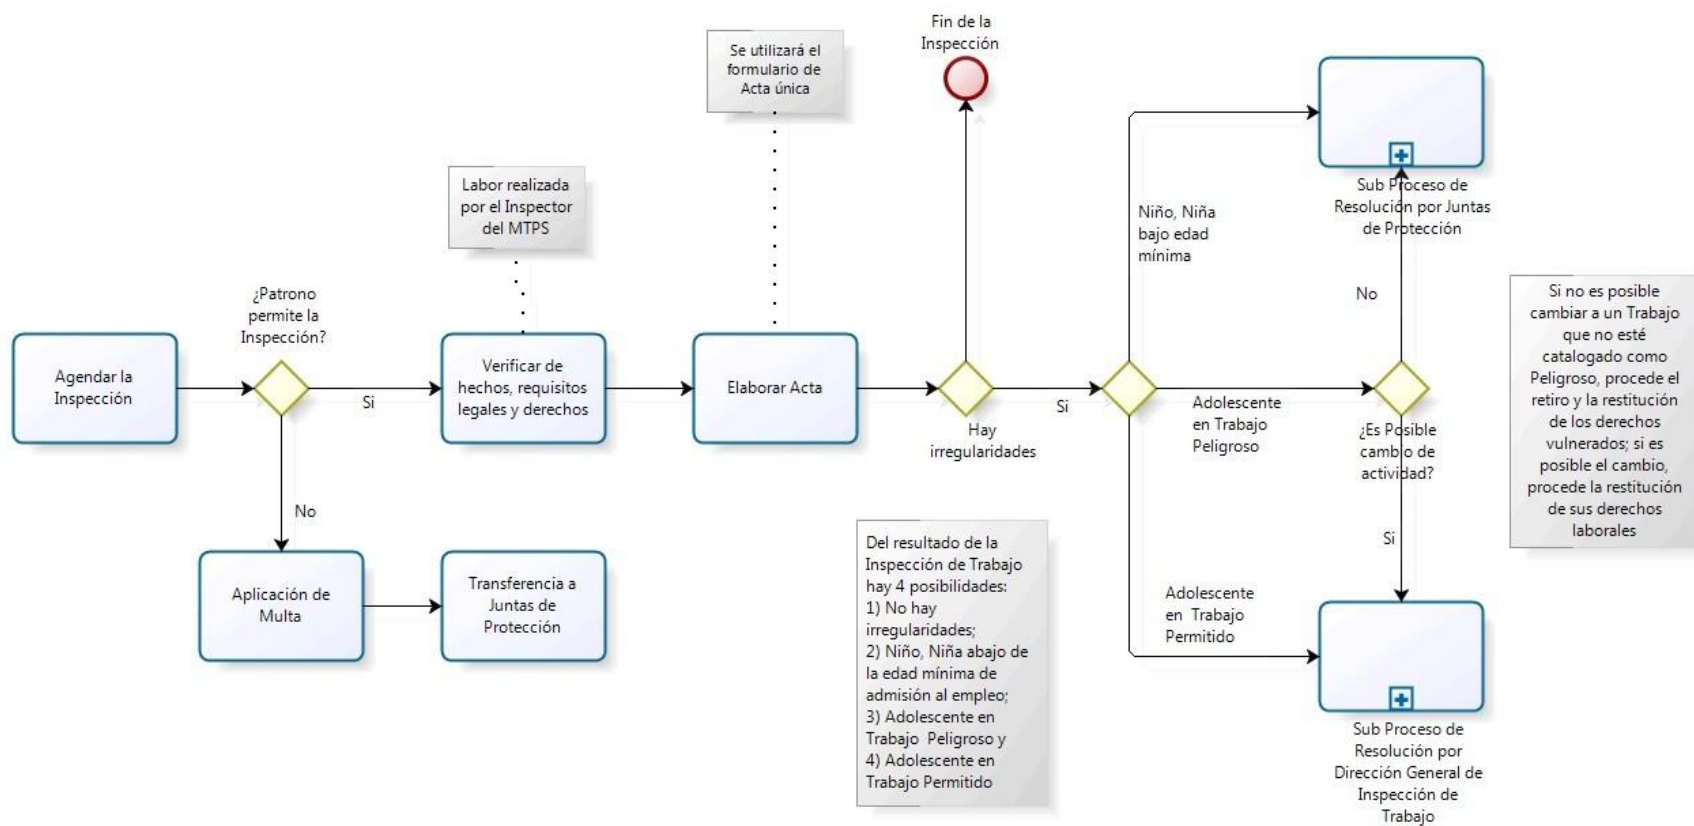 Agendar la
Inspección
¿Patrono
permite la
Inspección?
Si
No
Aplicación de
Multa
Transferencia a
Juntas de
Protección
Labor realizada
por el Inspector
del MTPS
Verificar de
hechos, requisitos
legales y derechos
Se utilizará el
formulario de
Acta única
Elaborar Acta
Fin de la
Inspección
Hay
irregularidades
Si
Del resultado de la
Inspección de Trabajo
hay 4 posibilidades:
1) No hay
irregularidades;
2) Niño, Niña abajo de
la edad mínima de
admisión al empleo;
3) Adolescente en
Trabajo Peligroso y
4) Adolescente en
Trabajo Permitido
Niño, Niña
bajo edad
mínima
Adolescente
en Trabajo
Peligroso
Adolescente
en Trabajo
Permitido
Sub Proceso de
Resolución por Juntas
de Protección
No
¿Es Posible
cambio de
actividad?
Si
Sub Proceso de
Resolución por
Dirección General de
Inspección de
Trabajo
Si no es posible
cambiar a un Trabajo
que no esté
catalogado como
Peligroso, procede el
retiro y la restitución
de los derechos
vulnerados; si es
posible el cambio,
procede la restitución
de sus derechos
laborales